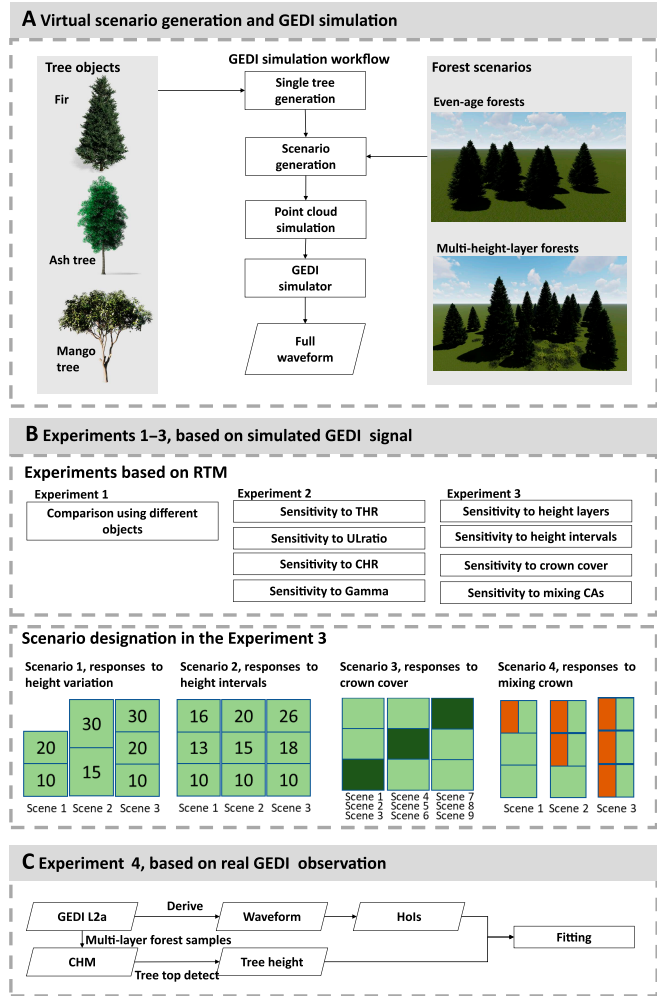 A Virtual scenario generation and GEDI simulation
Tree objects
Fir
Ash tree
Mango
tree
GEDI simulation workflow
Single tree
generation
Scenario
generation
Point cloud
simulation
GEDI
simulator
Full
waveform
Forest scenarios
Even-age forests
Multi-height-layer forests
B Experiments 1–3, based on simulated GEDI signal
Experiments based on RTM
Experiment 1
Comparison using different
objects
Experiment 2
Sensitivity to THR
Sensitivity to ULratio
Sensitivity to CHR
Sensitivity to Gamma
Experiment 3
Sensitivity to height layers
Sensitivity to height intervals
Sensitivity to crown cover
Sensitivity to mixing CAs
Scenario designation in the Experiment 3
Scenario 1, responses to
height variation
30 30
20 20
10 15 10
Scene 1 Scene 2 Scene 3
Scenario 2, responses to
height intervals
16 20 26
13 15 18
10 10 10
Scene 1 Scene 2 Scene 3
Scenario 3, responses to
crown cover
Scene 1 Scene 4 Scene 7
Scene 2 Scene 5 Scene 8
Scene 3 Scene 6 Scene 9
Scenario 4, responses to
mixing crown
Scene 1 Scene 2 Scene 3
C Experiment 4, based on real GEDI observation
GEDI L2a
Derive
Waveform
HoIs
Multi-layer forest samples
CHM
Tree top detect
Tree height
Fitting